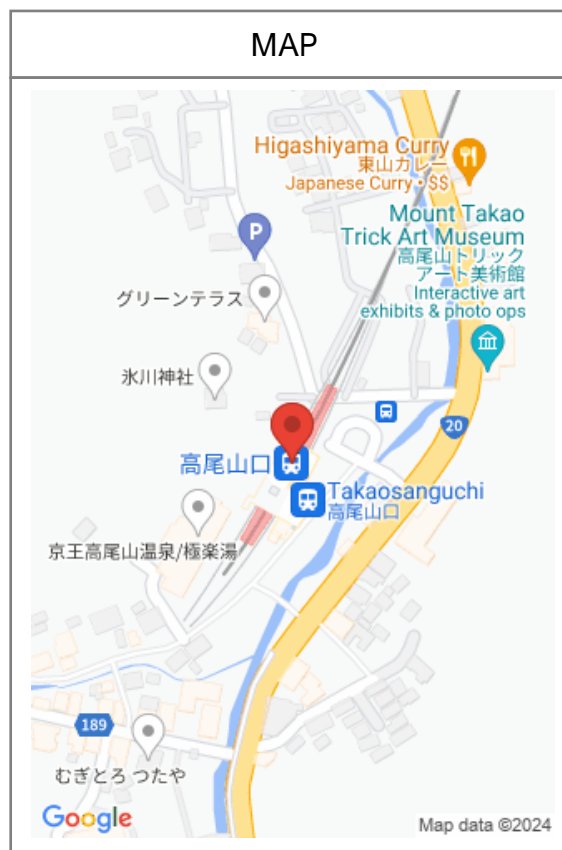 MAP
Higashiyama Curry
東山カレー
Japanese Curry • $$
Mount Takao
Trick Art Museum
高尾山トリック
アート美術館
Interactive art
exhibits & photo ops
P
グリーンテラス
氷川神社
20
高尾山口
Takaosanguchi
高尾山口
京王高尾山温泉/極楽湯
189
むぎとろ つたや
Google
Map data ©2024